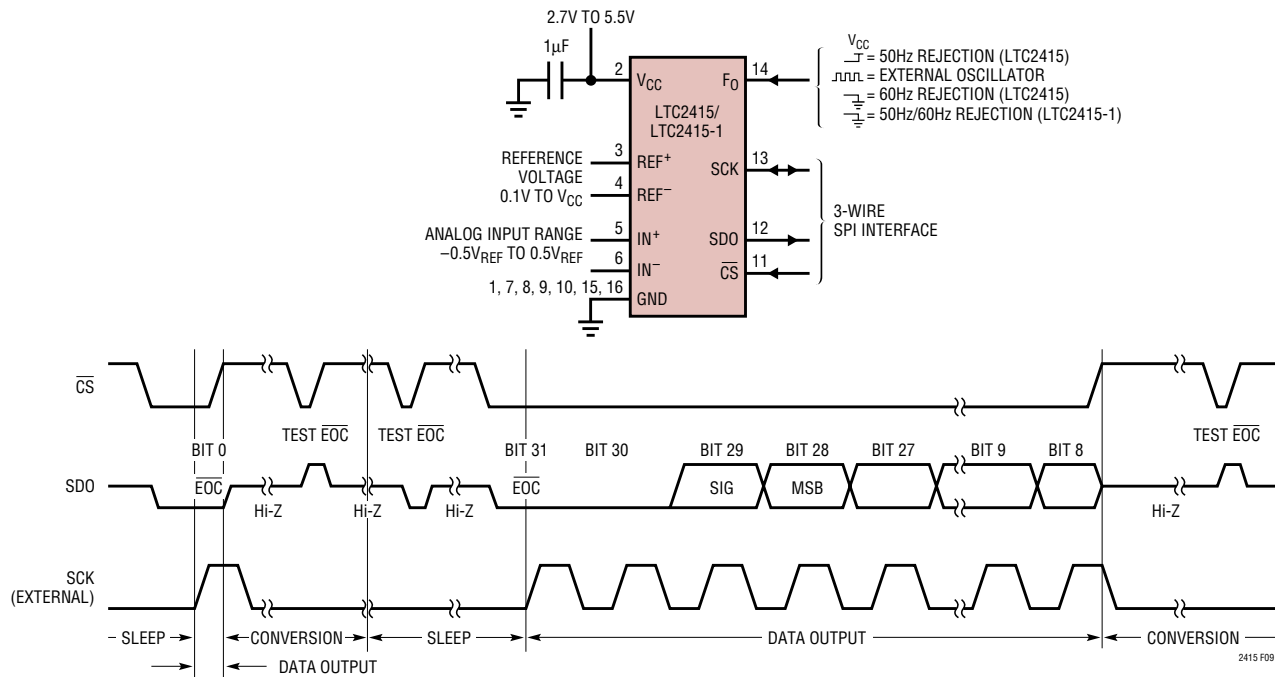 2.7V TO 5.5V
1µF
2
VCC
LTC2415/
LTC2415-1
14
FO
VCC
= 50Hz REJECTION (LTC2415)
= EXTERNAL OSCILLATOR
= 60Hz REJECTION (LTC2415)
= 50Hz/60Hz REJECTION (LTC2415-1)
REFERENCE
VOLTAGE
0.1V TO VCC
3
REF+
4
REF−
SCK
13
ANALOG INPUT RANGE
−0.5VREF TO 0.5VREF
5
IN+
6
IN−
SDO
12
CS
11
3-WIRE
SPI INTERFACE
1, 7, 8, 9, 10, 15, 16
GND
CS
TEST EOC
TEST EOC
TEST EOC
BIT 0
BIT 31
BIT 30
BIT 29
BIT 28
BIT 27
BIT 9
BIT 8
SDO
EOC
EOC
SIG
MSB
Hi-Z
Hi-Z
Hi-Z
Hi-Z
SCK
(EXTERNAL)
SLEEP
CONVERSION
SLEEP
DATA OUTPUT
CONVERSION
DATA OUTPUT
2415 F09